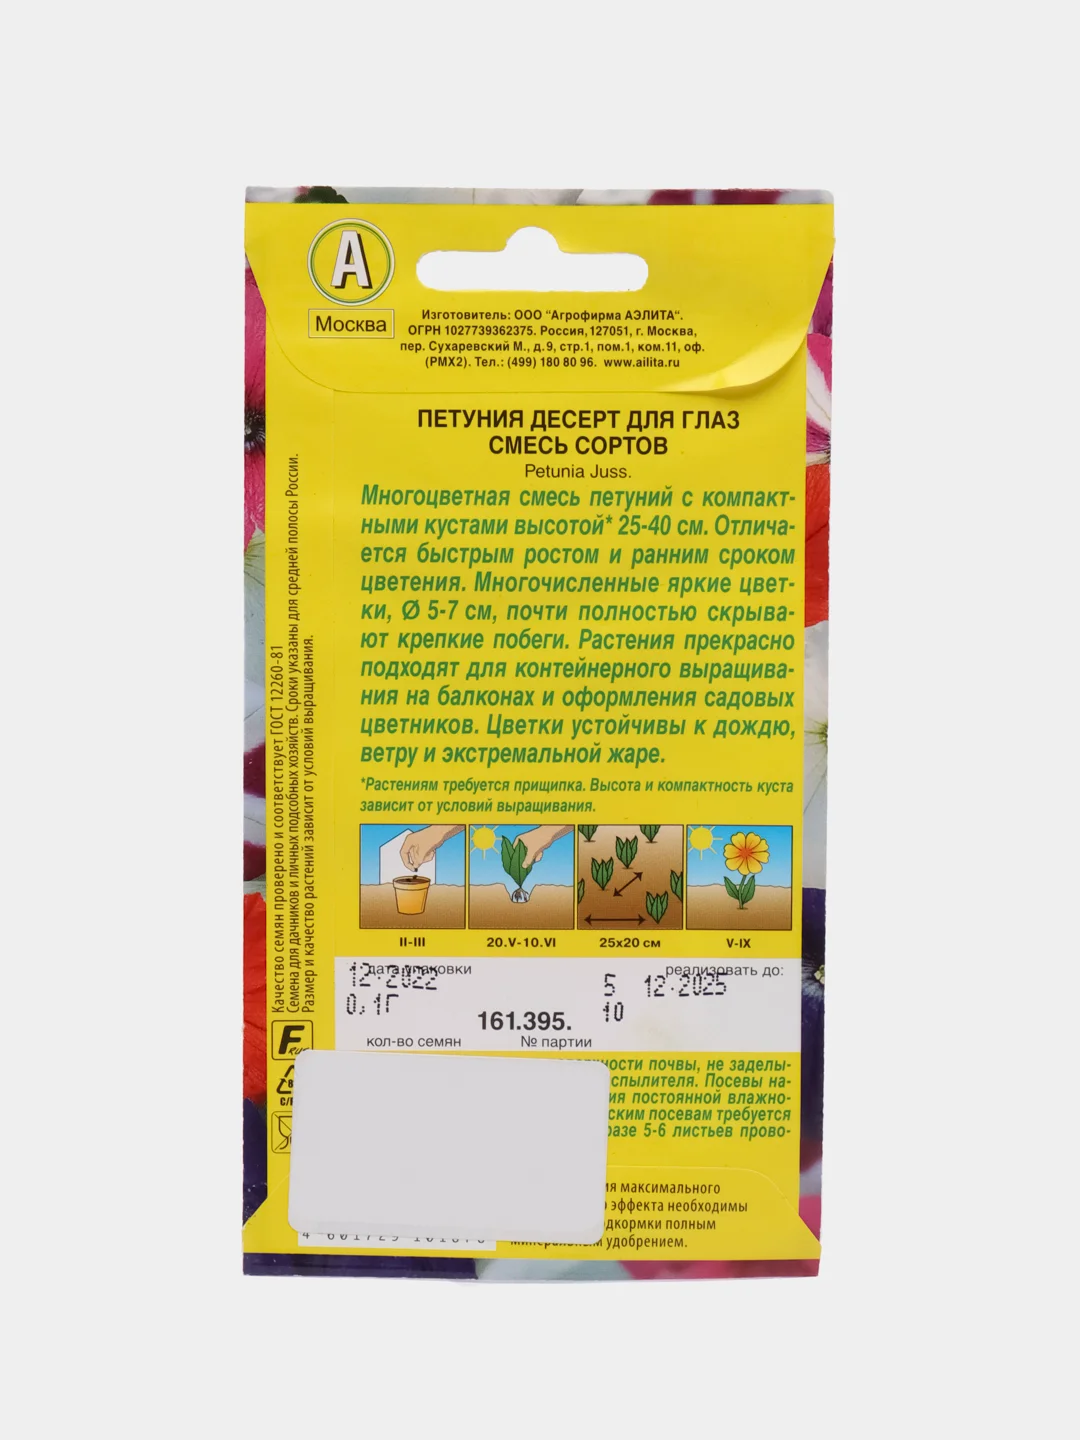 А
Москва
Изготовитель: ООО "Агрофирма АЭЛИТА".
ОГРН 1027739362375. Россия, 127051, г. Москва,
пер. Сухаревский М., д.9, стр.1, пом.1, ком.11, оф.
(РМХ2). Тел.: (499) 180 80 96. www.ailita.ru
ПЕТУНИЯ ДЕСЕРТ ДЛЯ ГЛАЗ
СМЕСЬ СОРТОВ
Petunia Juss.
Многоцветная смесь петуний с компакт-
ными кустами высотой* 25-40 см. Отлича-
ется быстрым ростом и ранним сроком
цветения. Многочисленные яркие цвет-
ки, Ø 5-7 см, почти полностью скрыва-
ют крепкие побеги. Растения прекрасно
подходят для контейнерного выращива-
ния на балконах и оформления садовых
цветников. Цветки устойчивы к дождю,
ветру и экстремальной жаре.
*Растениям требуется прищипка. Высота и компактность куста
зависит от условий выращивания.
II-III
20.V-10.VI
25х20 см
V-IX
дата упаковки
12·2022
реализовать до:
5 12·2025
0,1Г
10
161.395.
кол-во семян
№ партии
почвы, не заделы-
Посевы на-
постоянной влажно-
посевам требуется
5-6 листьев прово-
максимального
эффекта необходимы
полным
удобрением.
Качество семян проверено и соответствует ГОСТ 12260-81
Семена для дачников и личных подсобных хозяйств. Сроки указаны для средней полосы России.
Размер и качество растений зависит от условий выращивания.
F